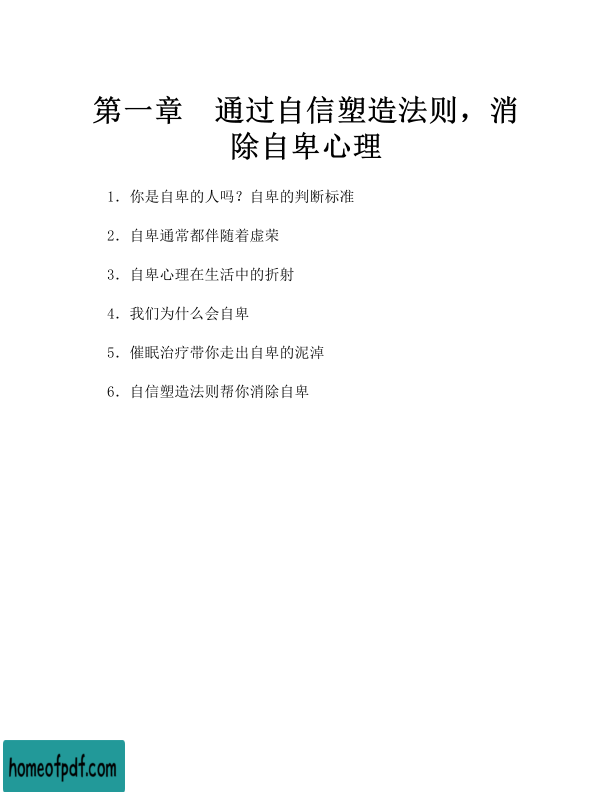 第一章　通过自信塑造法则，消
除自卑心理
1．你是自卑的人吗？自卑的判断标准
2．自卑通常都伴随着虚荣
3．自卑心理在生活中的折射
4．我们为什么会自卑
5．催眠治疗带你走出自卑的泥淖
6．自信塑造法则帮你消除自卑
homeofpdf.com